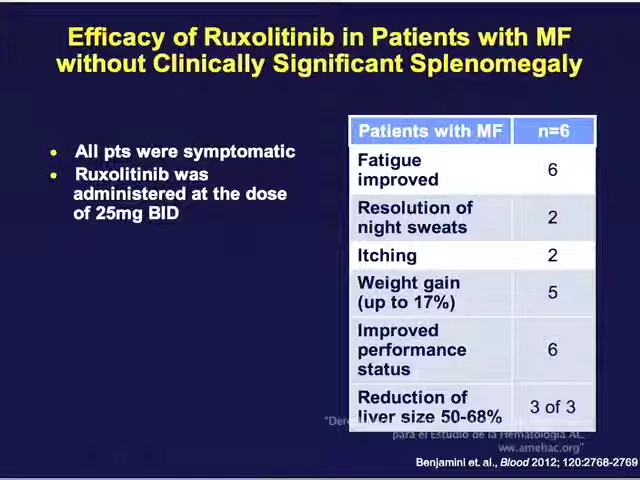 Efficacy of Ruxolitinib in Patients with MF
without Clinically Significant Splenomegaly
• All pts were symptomatic
• Ruxolitinib was
administered at the dose
of 25mg BID
Patients with MF n=6
Fatigue
improved 6
Resolution of
night sweats 2
Itching 2
Weight gain
(up to 17%) 5
Improved
performance
status 6
Reduction of
liver size 50-68% 3 of 3
para el Estudio de la Hematología AC
ww.ameliac.org"
Benjamini et. al., Blood 2012; 120:2768-2769